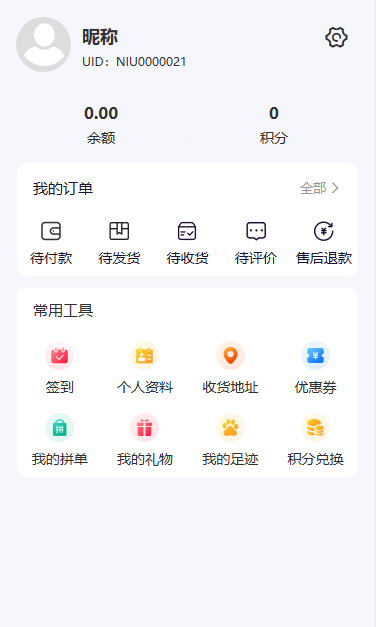 昵称
UID：NIU0000021
0.00 0
余额 积分
我的订单 全部
待付款 待发货 待收货 待评价 售后退款
常用工具
签到 个人资料 收货地址 优惠券
拼
我的拼单 我的礼物 我的足迹 积分兑换